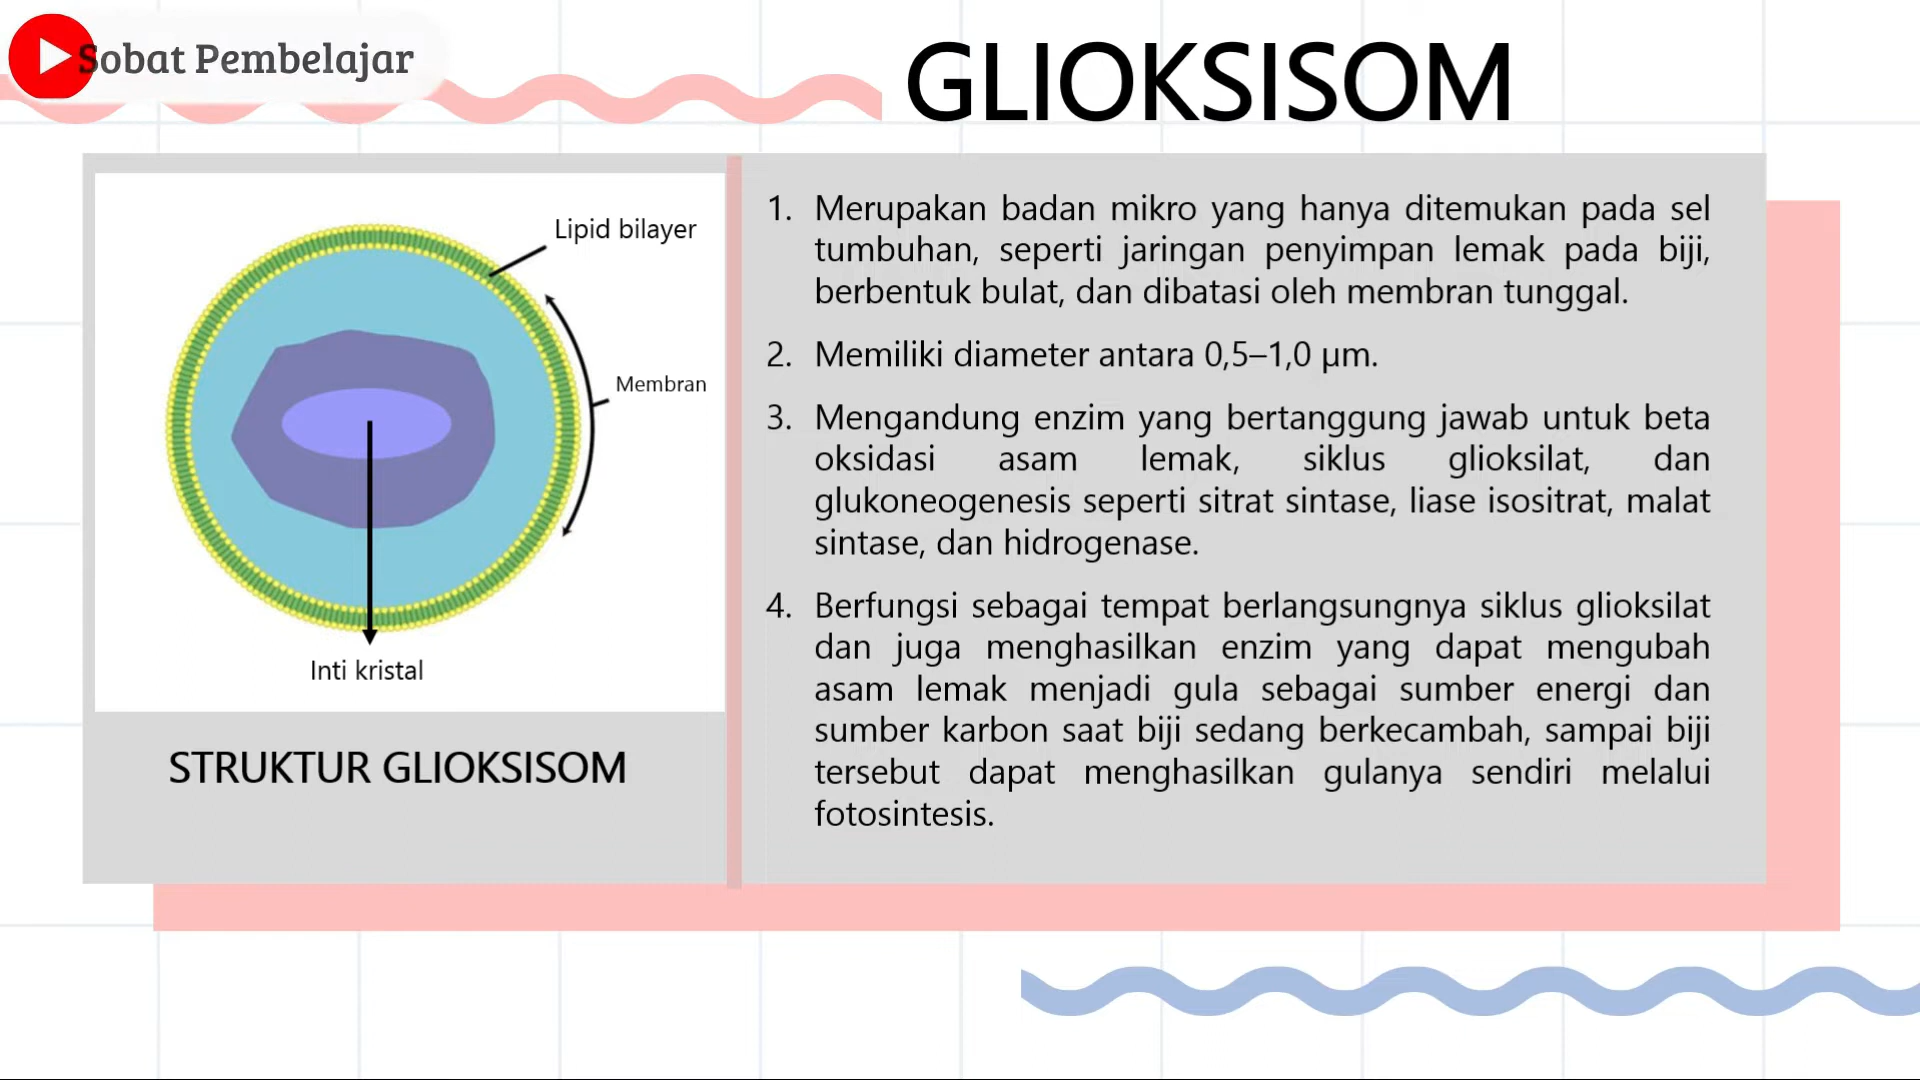 Sobat Pembelajar
GLIOKSISOM
Lipid bilayer
Membran
Inti kristal
STRUKTUR GLIOKSISOM
1. Merupakan badan mikro yang hanya ditemukan pada sel
tumbuhan, seperti jaringan penyimpan lemak pada biji,
berbentuk bulat, dan dibatasi oleh membran tunggal.
2. Memiliki diameter antara 0,5–1,0 µm.
3. Mengandung enzim yang bertanggung jawab untuk beta
oksidasi asam lemak, siklus glioksilat, dan
glukoneogenesis seperti sitrat sintase, liase isositrat, malat
sintase, dan hidrogenase.
4. Berfungsi sebagai tempat berlangsungnya siklus glioksilat
dan juga menghasilkan enzim yang dapat mengubah
asam lemak menjadi gula sebagai sumber energi dan
sumber karbon saat biji sedang berkecambah, sampai biji
tersebut dapat menghasilkan gulanya sendiri melalui
fotosintesis.